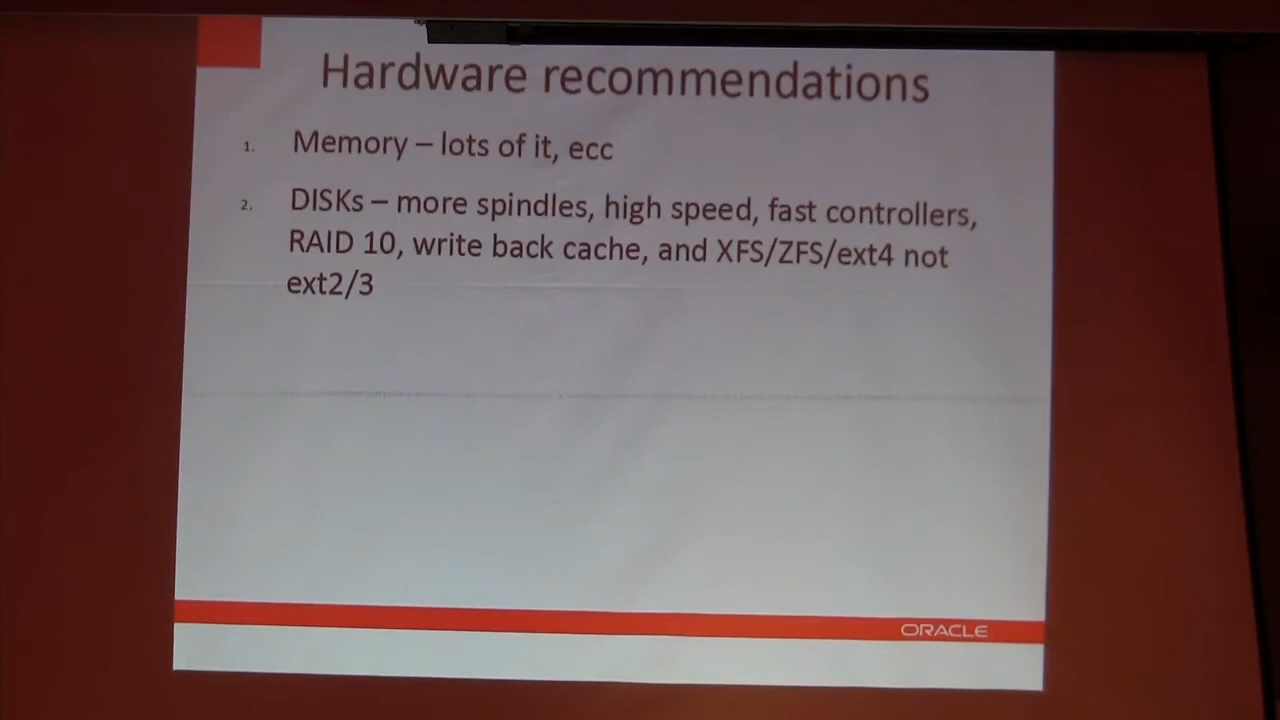 Hardware recommendations
1. Memory – lots of it, ecc
2. DISKs – more spindles, high speed, fast controllers,
RAID 10, write back cache, and XFS/ZFS/ext4 not
ext2/3
ORACLE